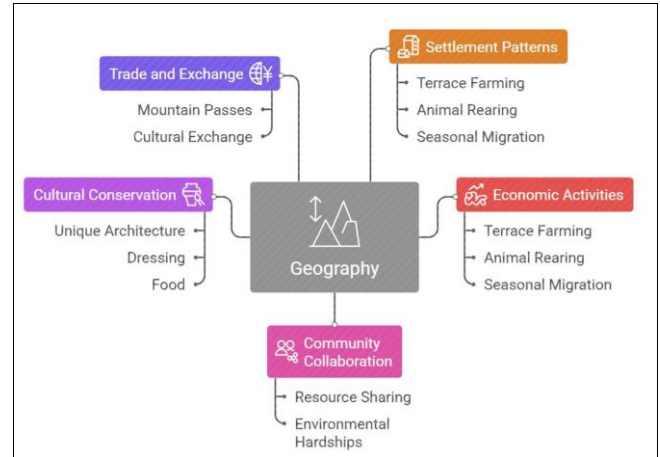 Settlement Patterns
Terrace Farming
Animal Rearing
Seasonal Migration
Trade and Exchange
Mountain Passes
Cultural Exchange
Cultural Conservation
Unique Architecture
Dressing
Food
Geography
Economic Activities
Terrace Farming
Animal Rearing
Seasonal Migration
Community
Collaboration
Resource Sharing
Environmental
Hardships